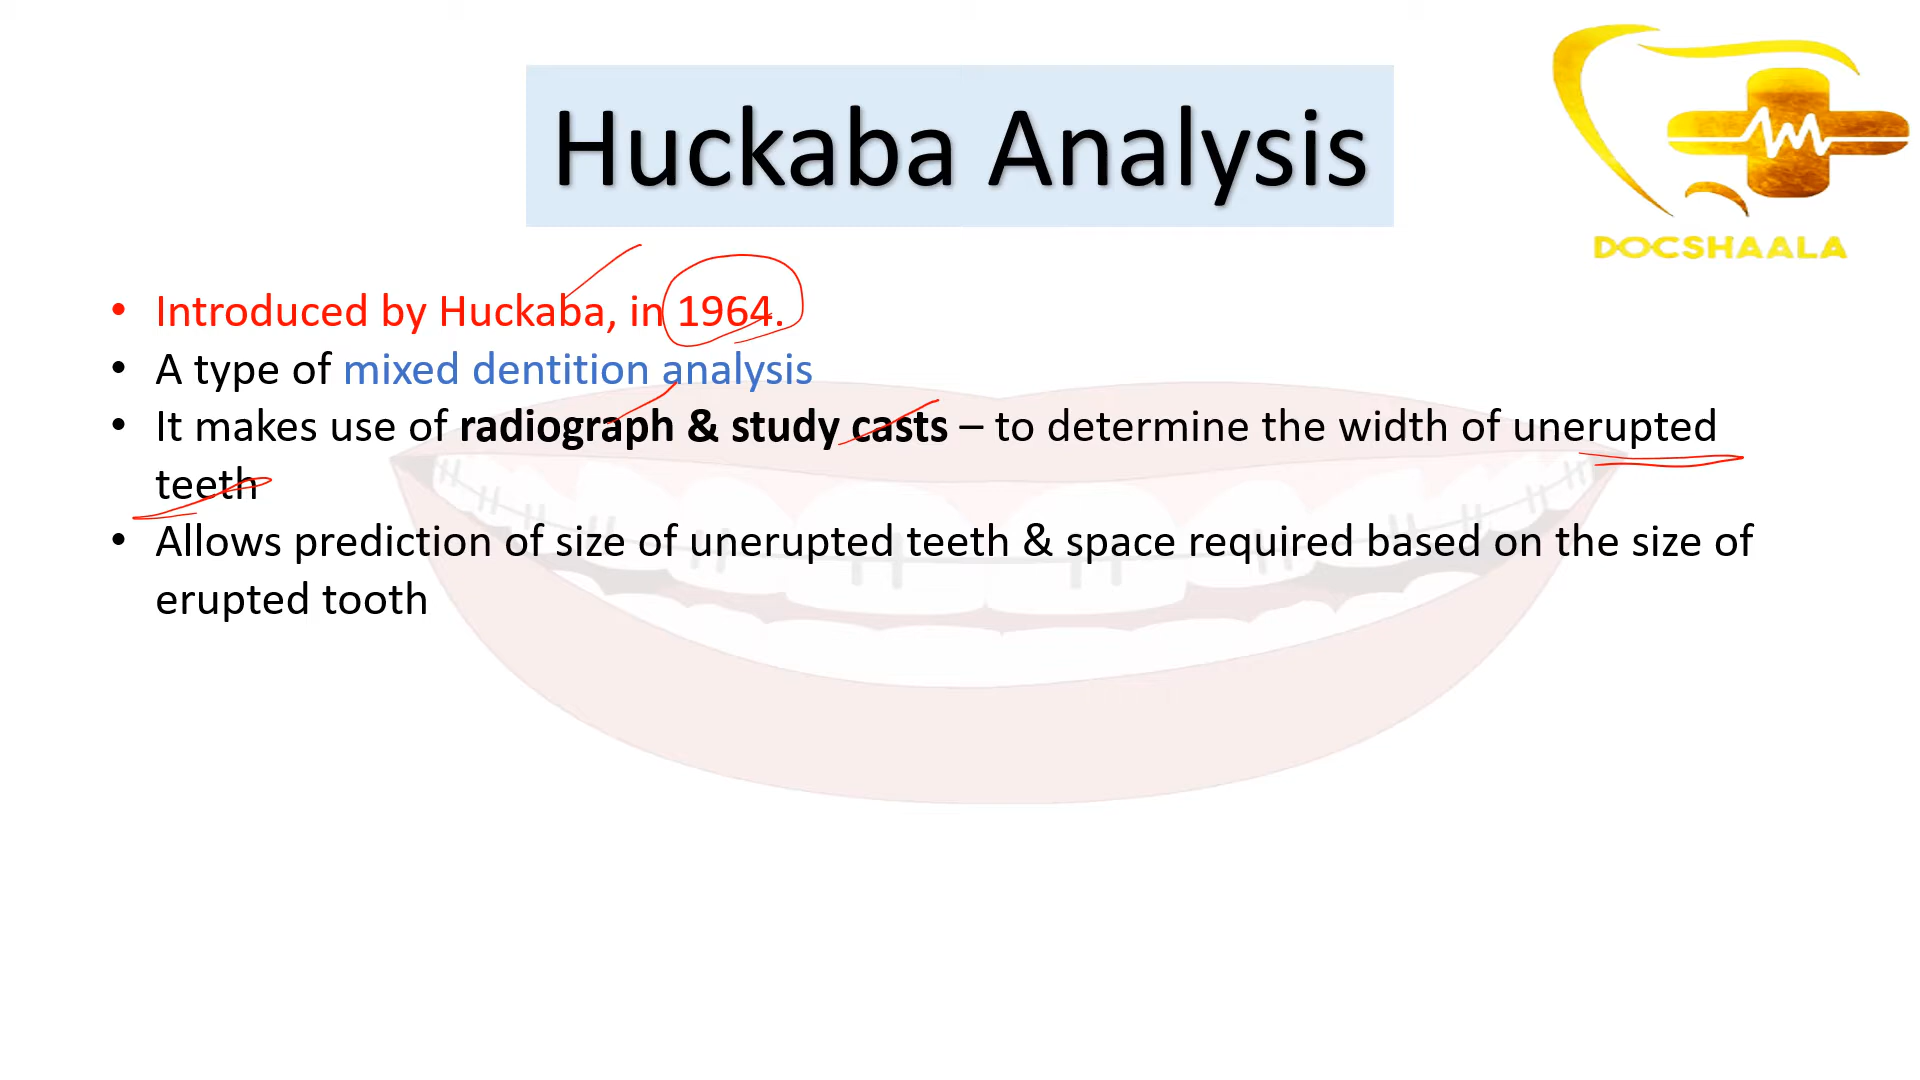 Huckaba Analysis
DOCSHAALA
• Introduced by Huckaba, in 1964.
• A type of mixed dentition analysis
• It makes use of radiograph & study casts – to determine the width of unerupted
teeth
• Allows prediction of size of unerupted teeth & space required based on the size of
erupted tooth